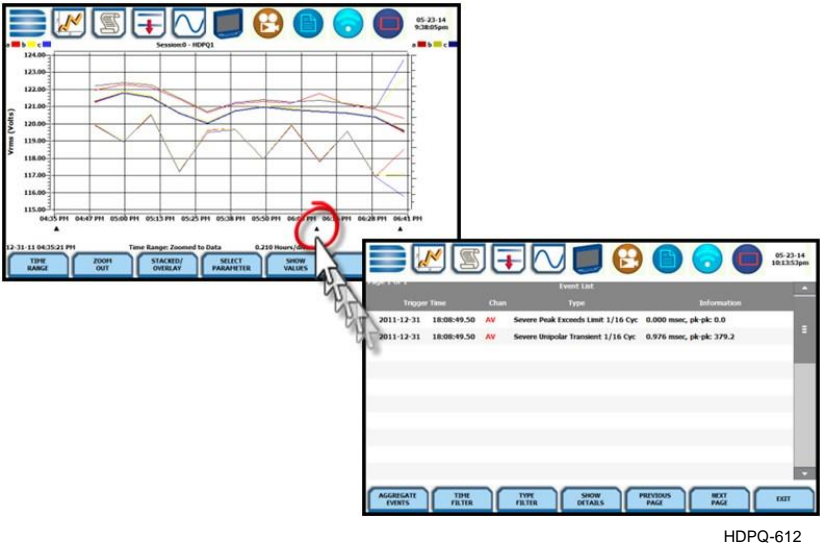 05-23-14
9:38:05pm
a b c Session:0 - HDPQ1 a b c
124.00
123.00
122.00
121.00
120.00
119.00
118.00
117.00
116.00
115.00
Vrms (Volts)
04:35 PM 04:47 PM 05:00 PM 05:13 PM 05:25 PM 05:38 PM 05:50 PM 06:28 PM 06:41 PM
12-31-11 04:35:21 PM Time Range: Zoomed to Data 0.210 Hours/
TIME RANGE
ZOOM OUT
STACKED/ OVERLAY
SELECT PARAMETER
SHOW VALUES
05-23-14
10:13:53pm
Event List
Trigger Time Chan Type Information
2011-12-31 18:08:49.50 AV Severe Peak Exceeds Limit 1/16 Cyc 0.000 msec, pk-pk: 0.0
2011-12-31 18:08:49.50 AV Severe Unipolar Transient 1/16 Cyc 0.976 msec, pk-pk: 379.2
AGGREGATE EVENTS
TIME FILTER
TYPE FILTER
SHOW DETAILS
PREVIOUS PAGE
NEXT PAGE
EXIT
HDPQ-612